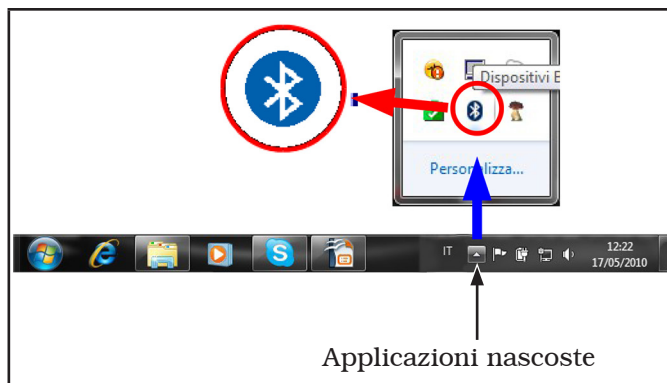 Dispositivi B
Personalizza...
IT
12:22
17/05/2010
Applicazioni nascoste